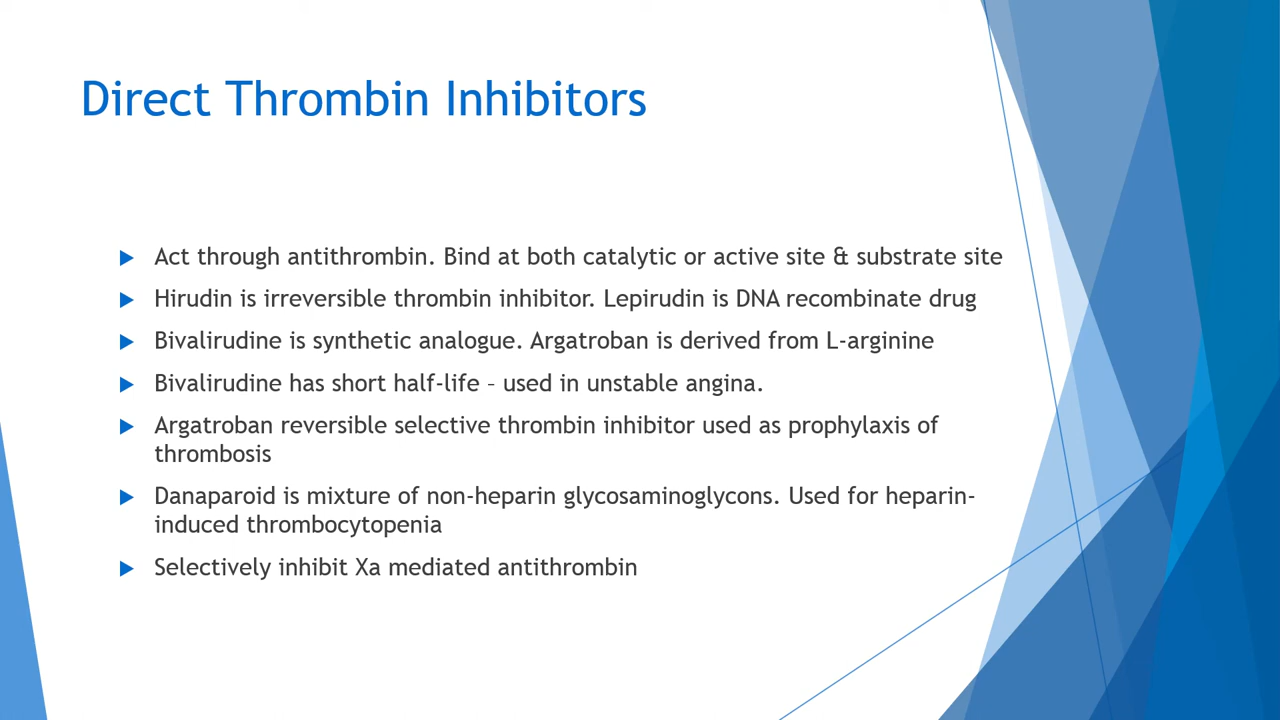 Direct Thrombin Inhibitors
Act through antithrombin. Bind at both catalytic or active site & substrate site
Hirudin is irreversible thrombin inhibitor. Lepirudin is DNA recombinate drug
Bivalirudine is synthetic analogue. Argatroban is derived from L-arginine
Bivalirudine has short half-life – used in unstable angina.
Argatroban reversible selective thrombin inhibitor used as prophylaxis of
thrombosis
Danaparoid is mixture of non-heparin glycosaminoglycons. Used for heparin-
induced thrombocytopenia
Selectively inhibit Xa mediated antithrombin